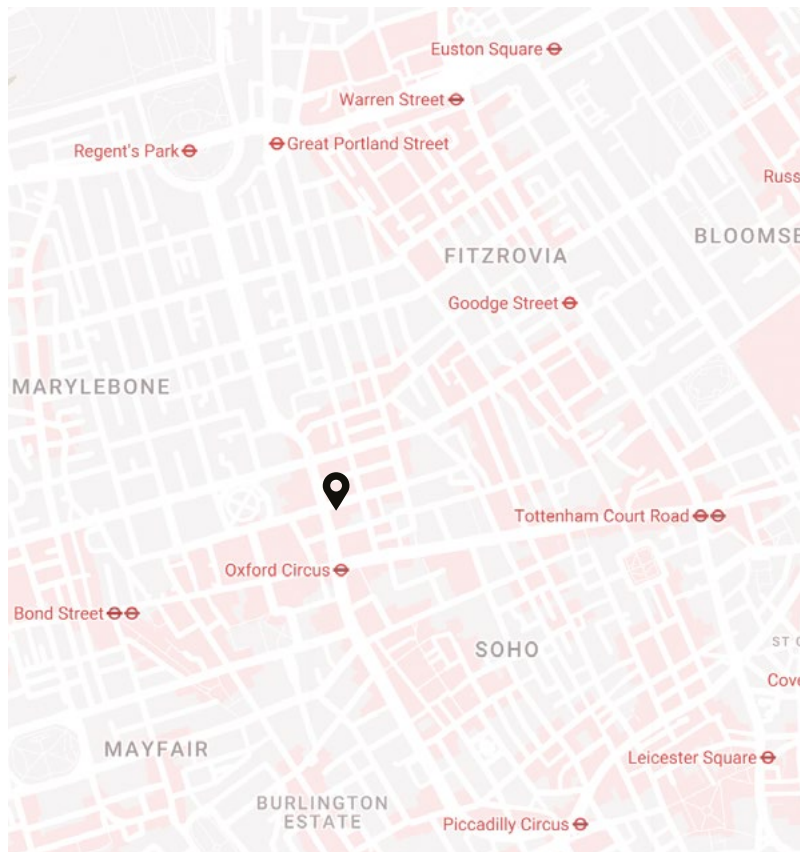 Euston Square
Warren Street
Great Portland Street
Regent's Park
Russ
BLOOMSB
FITZROVIA
Goodge Street
MARYLEBONE
Tottenham Court Road
Oxford Circus
Bond Street
SOHO
ST
Cove
MAYFAIR
Leicester Square
BURLINGTON
ESTATE
Piccadilly Circus